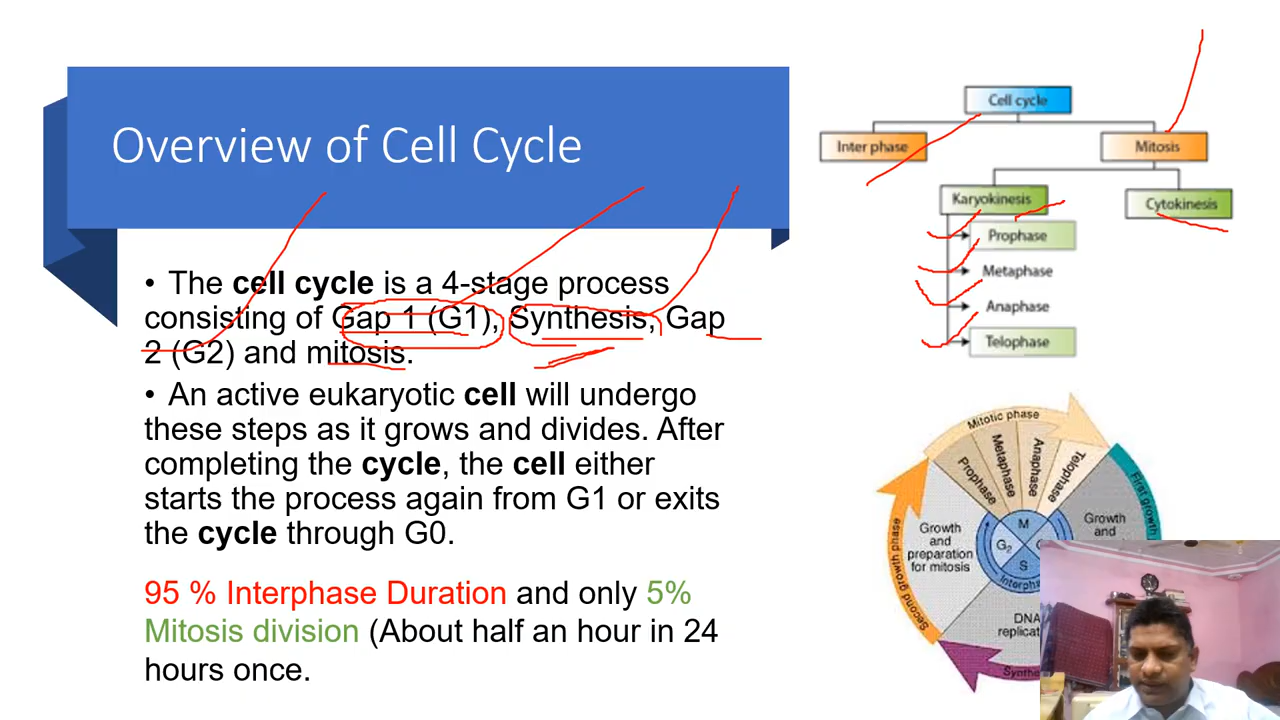 Overview of Cell Cycle
• The cell cycle is a 4-stage process
consisting of Gap 1 (G1), Synthesis, Gap
2 (G2) and mitosis.
• An active eukaryotic cell will undergo
these steps as it grows and divides. After
completing the cycle, the cell either
starts the process again from G1 or exits
the cycle through G0.
95 % Interphase Duration and only 5%
Mitosis division (About half an hour in 24
hours once.
Cell cycle
Inter phase
Mitosis
Karyokinesis
Cytokinesis
Prophase
Metaphase
Anaphase
Telophase
Mitotic phase
Prophase
Metaphase
Anaphase
Telophase
First growth
Growth
and
Growth
and
preparation
for mitosis
Second growth phase
M
G2
S
DNA